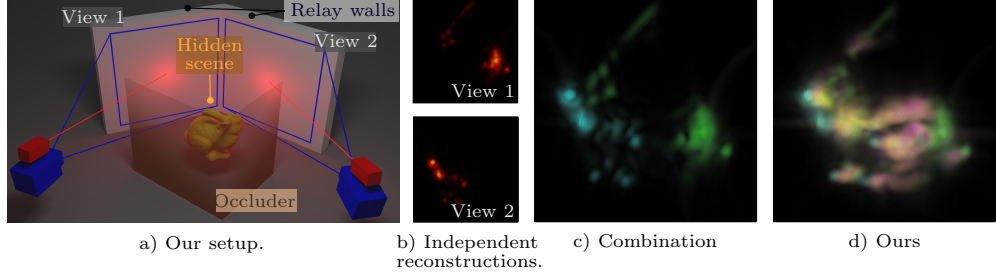 View 1
Relay walls
View 2
Hidden
scene
Occluder
View 1
View 2
a) Our setup.
b) Independent
reconstructions.
c) Combination
d) Ours